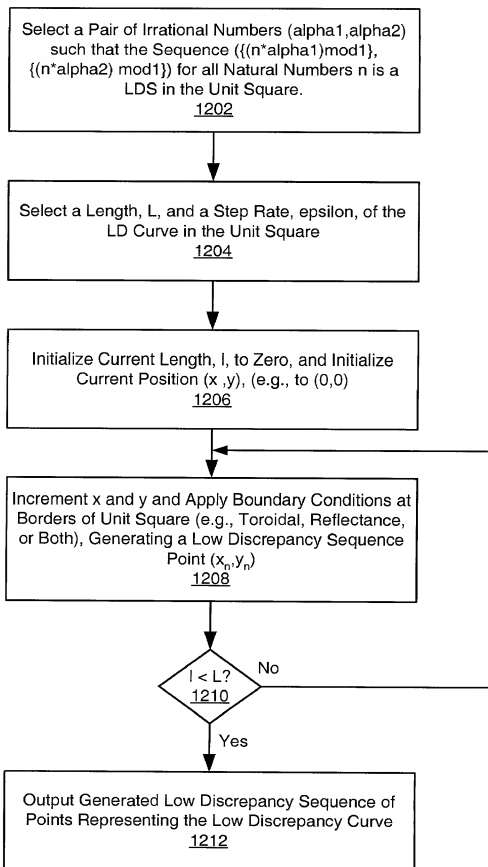 Select a Pair of Irrational Numbers (alpha1,alpha2)
such that the Sequence ({(n*alpha1)mod1},
{(n*alpha2) mod1}) for all Natural Numbers n is a
LDS in the Unit Square.
1202
Select a Length, L, and a Step Rate, epsilon, of the
LD Curve in the Unit Square
1204
Initialize Current Length, l, to Zero, and Initialize
Current Position (x ,y), (e.g., to (0,0)
1206
Increment x and y and Apply Boundary Conditions at
Borders of Unit Square (e.g., Toroidal, Reflectance,
or Both), Generating a Low Discrepancy Sequence
Point (xn,yn)
1208
l < L?
1210
No
Yes
Output Generated Low Discrepancy Sequence of
Points Representing the Low Discrepancy Curve
1212